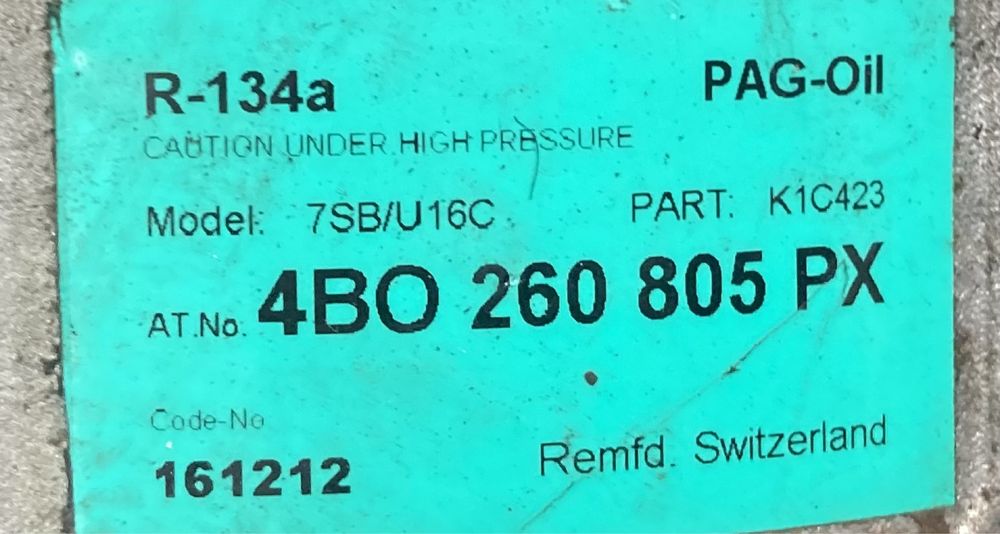 R-134a PAG-Oil
CAUTION UNDER HIGH PRESSURE
Model: 7SB/U16C PART: K1C423
AT.No. 4BO 260 805 PX
Code-No
161212 Remfd. Switzerland